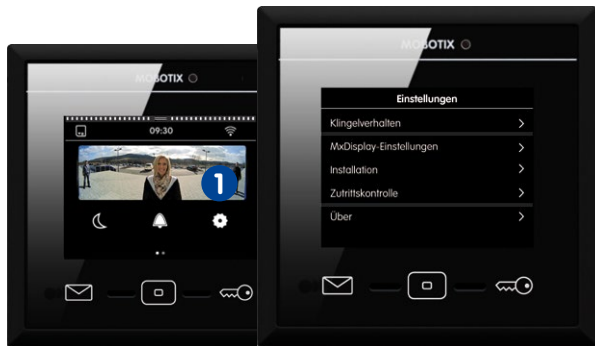 MOBOTIX
09:30
1
MOBOTIX
Einstellungen
Klingelverhalten
MxDisplay-Einstellungen
Installation
Zutrittskontrolle
Über